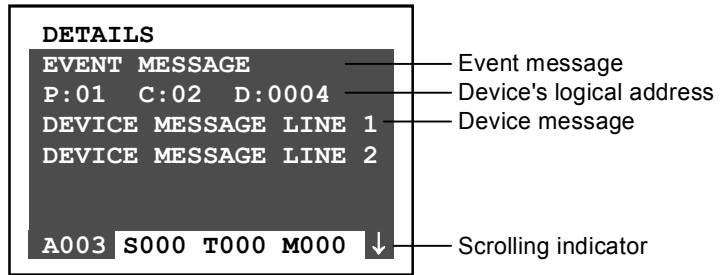 DETAILS
EVENT MESSAGE
Event message
P:01 C:02 D:0004
Device's logical address
DEVICE MESSAGE LINE 1
Device message
DEVICE MESSAGE LINE 2
A003 S000 T000 M000 ↓
Scrolling indicator